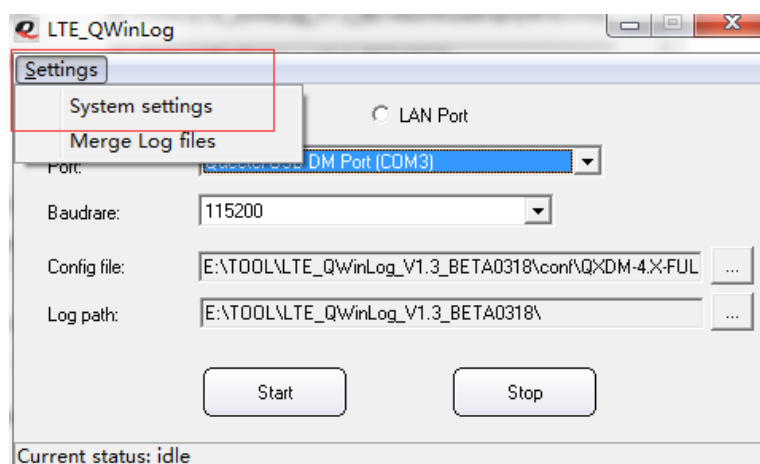 LTE_QWinLog
Settings
System settings
LAN Port
Merge Log files
Port:
USB DM Port (COM3)
Baudrare:
115200
Config file:
E:\TOOL\LTE_QWinLog_V1.3_BETA0318\conf\QXDM-4.X-FUL
...
Log path:
E:\TOOL\LTE_QWinLog_V1.3_BETA0318\
...
Start
Stop
Current status: idle